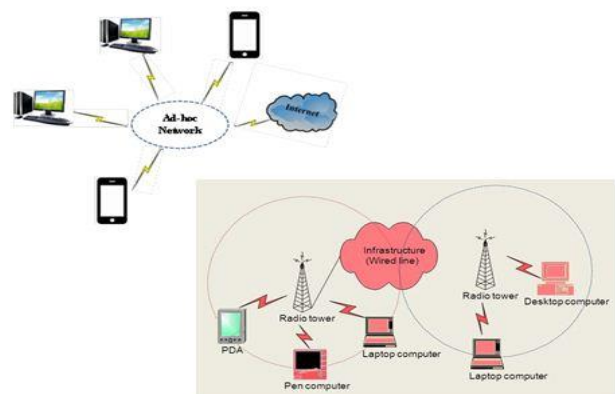 Internet
Ad-hoc
Network
Infrastructure
(Wired line)
Radio tower
Radio tower
Desktop computer
PDA
Laptop computer
Pen computer
Laptop computer